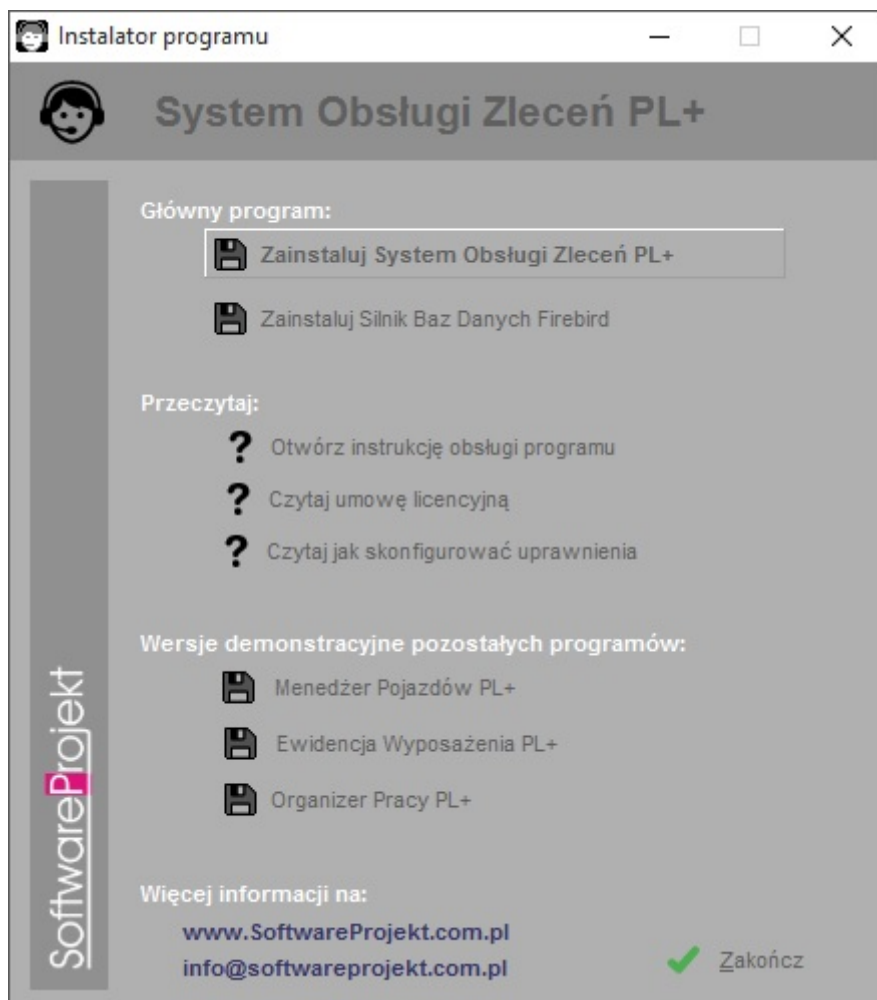 Instalator programu
System Obsługi Zleceń PL+
Główny program:
Zainstaluj System Obsługi Zleceń PL+
Zainstaluj Silnik Baz Danych Firebird
Przeczytaj:
? Otwórz instrukcję obsługi programu
? Czytaj umowę licencyjną
? Czytaj jak skonfigurować uprawnienia
Wersje demonstracyjne pozostałych programów:
Menedżer Pojazdów PL+
Ewidencja Wyposażenia PL+
Organizer Pracy PL+
SoftwareProjekt
Więcej informacji na:
www.SoftwareProjekt.com.pl
info@softwareprojekt.com.pl
Zakończ